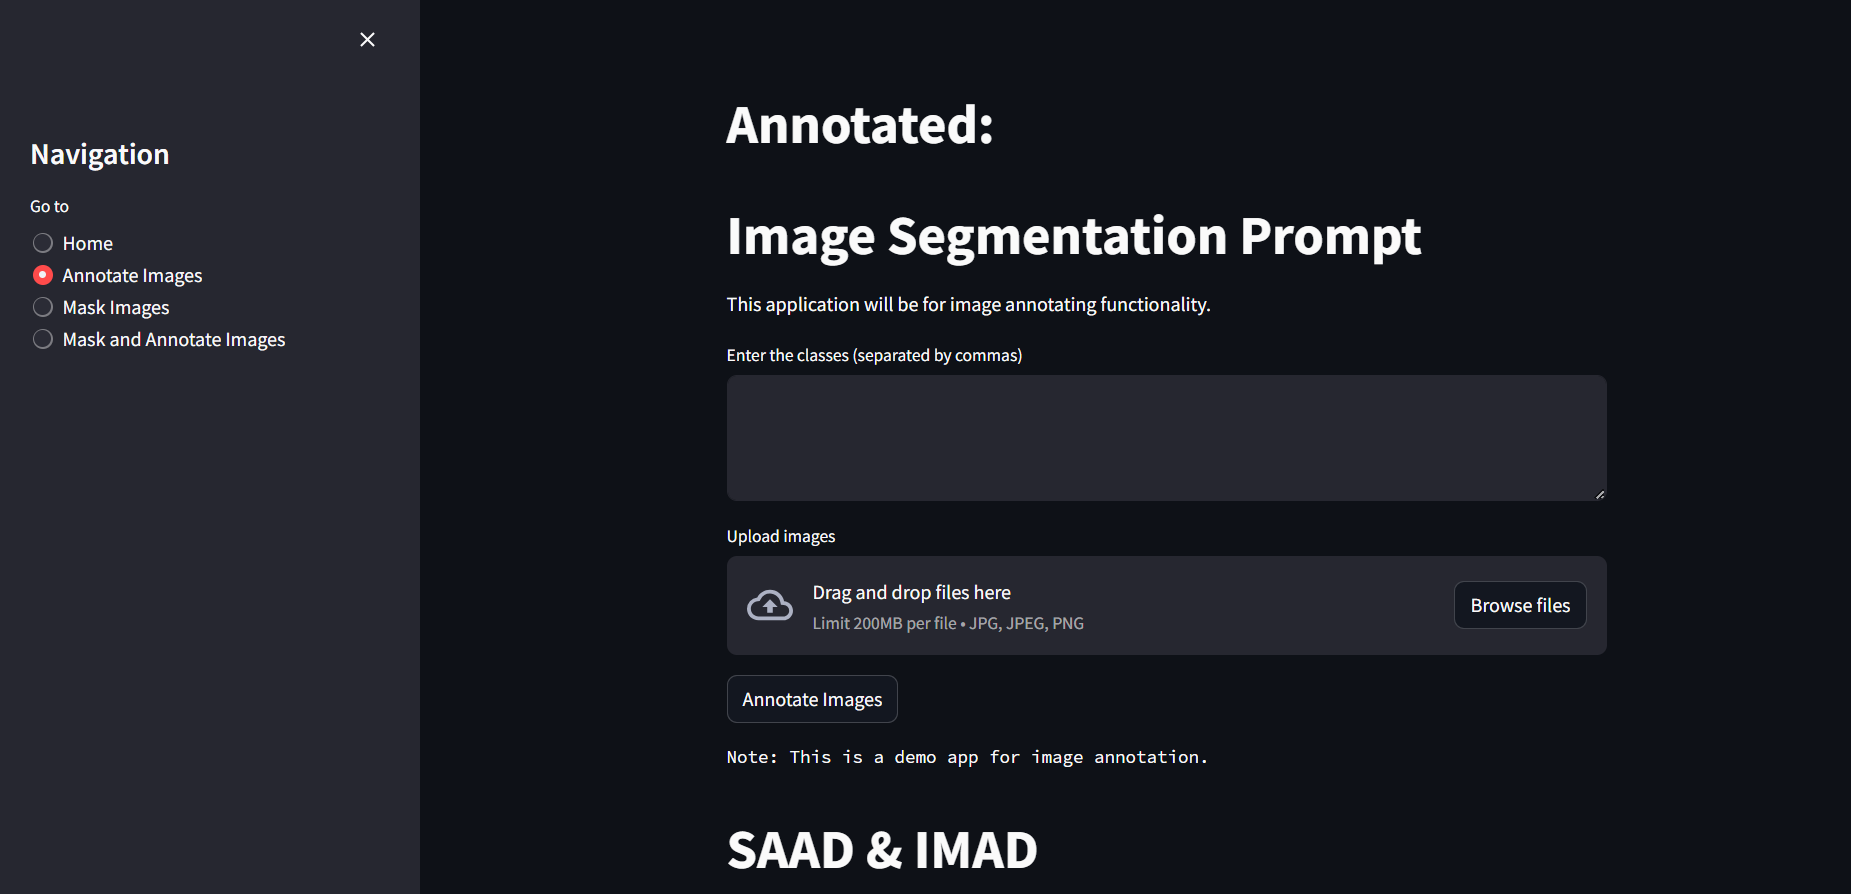 Navigation
Go to
Home
Annotate Images
Mask Images
Mask and Annotate Images
Annotated:
Image Segmentation Prompt
This application will be for image annotating functionality.
Enter the classes (separated by commas)
Upload images
Drag and drop files here
Limit 200MB per file • JPG, JPEG, PNG
Browse files
Annotate Images
Note: This is a demo app for image annotation.
SAAD & IMAD